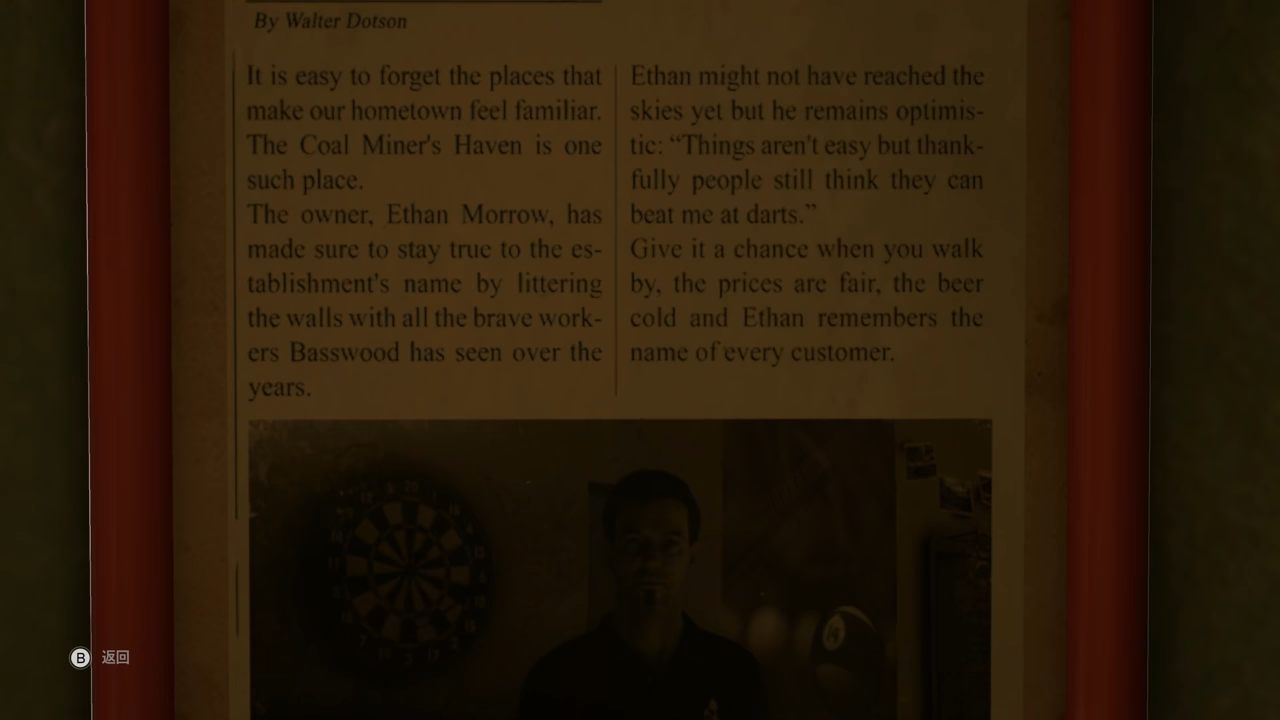 By Walter Dotson
It is easy to forget the places that
make our hometown feel familiar.
The Coal Miner's Haven is one
such place.
The owner, Ethan Morrow, has
made sure to stay true to the es-
tablishment's name by littering
the walls with all the brave work-
ers Basswood has seen over the
years.
Ethan might not have reached the
skies yet but he remains optimis-
tic: “Things aren't easy but thank-
fully people still think they can
beat me at darts.”
Give it a chance when you walk
by, the prices are fair, the beer
cold and Ethan remembers the
name of every customer.
B 返回